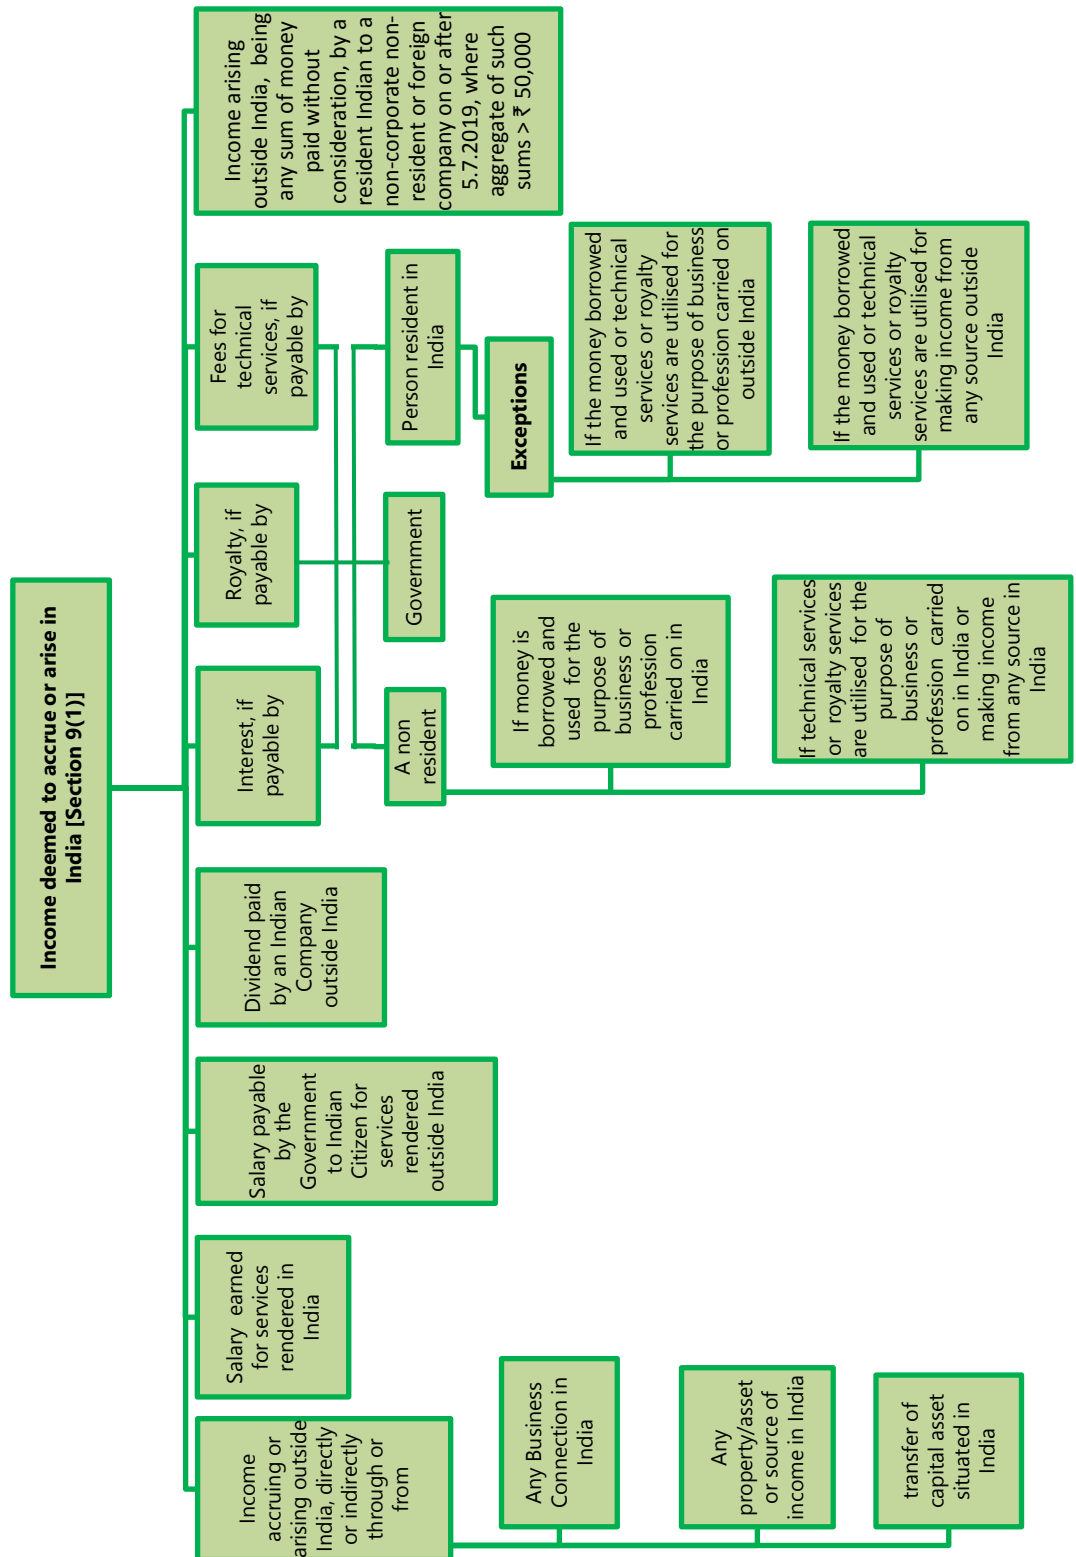 Income deemed to accrue or arise in
India [Section 9(1)]
Income
accruing or
arising outside
India, directly
or indirectly
through or
from
Any Business
Connection in
India
Any
property/asset
or source of
income in India
transfer of
capital asset
situated in
India
Salary earned
for services
rendered in
India
Salary payable
by the
Government
to Indian
Citizen for
services
rendered
outside India
Dividend paid
by an Indian
Company
outside India
Interest, if
payable by
Royalty, if
payable by
Fees for
technical
services, if
payable by
A non
resident
If money is
borrowed and
used for the
purpose of
business or
profession
carried on in
India
If technical services
or royalty services
are utilised for the
purpose of
business or
profession carried
on in India or
making income
from any source in
India
Government
Person resident in
India
Exceptions
If the money borrowed
and used or technical
services or royalty
services are utilised for
the purpose of business
or profession carried on
outside India
If the money borrowed
and used or technical
services or royalty
services are utilised for
making income from
any source outside
India
Income arising
outside India, being
any sum of money
paid without
consideration, by a
resident Indian to a
non-corporate non-
resident or foreign
company on or after
5.7.2019, where
aggregate of such
sums > ₹ 50,000